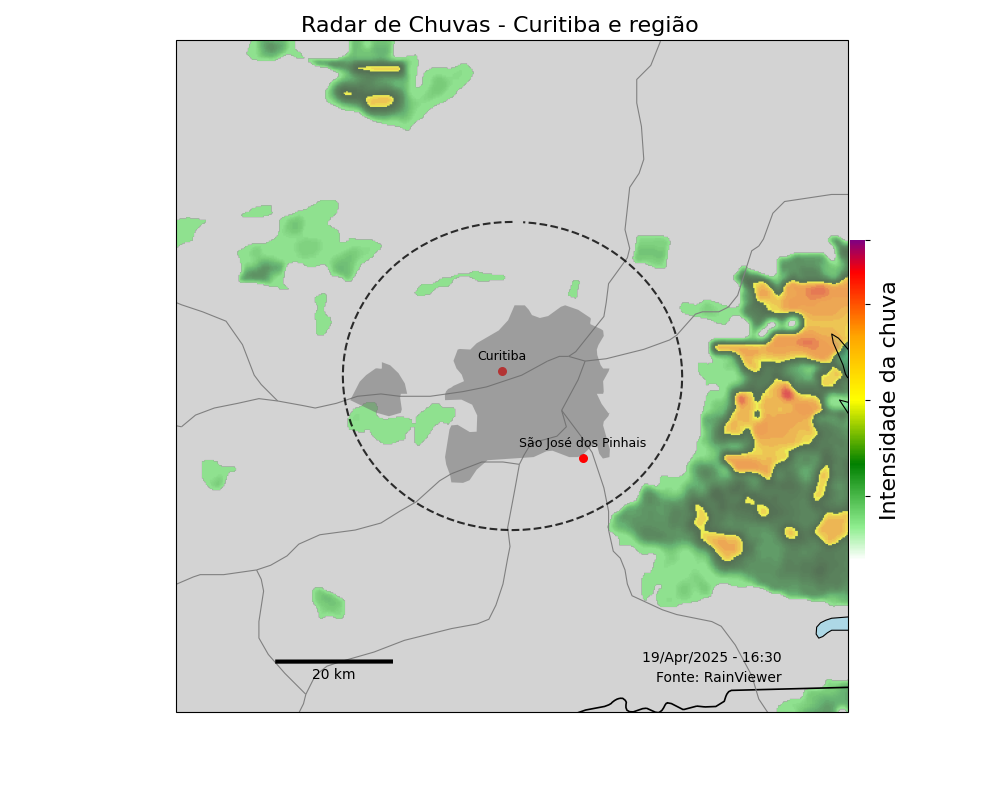 Radar de Chuvas - Curitiba e região
Curitiba
São José dos Pinhais
Intensidade da chuva
19/Apr/2025 - 16:30
Fonte: RainViewer
20 km